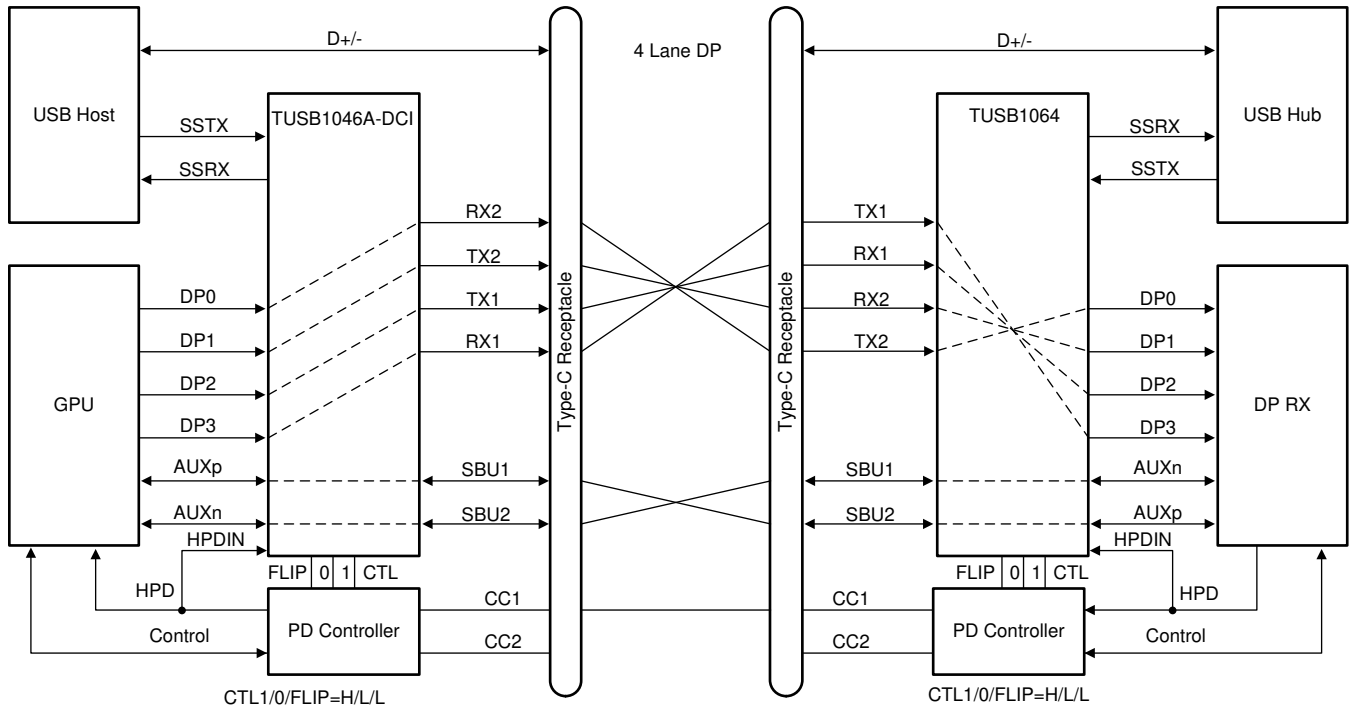 D+/-
4 Lane DP
D+/-
USB Host
TUSB1046A-DCI
TUSB1064
USB Hub
SSTX
SSRX
SSRX
SSTX
RX2
TX2
TX1
RX1
Type-C Receptacle
Type-C Receptacle
TX1
RX1
RX2
TX2
GPU
DP0
DP1
DP2
DP3
AUXp
AUXn
HPDIN
SBU1
SBU2
SBU1
SBU2
DP0
DP1
DP2
DP3
AUXn
AUXp
HPDIN
DP RX
FLIP 0 1 CTL
FLIP 0 1 CTL
HPD
Control
PD Controller
CC1
CC2
CC1
CC2
PD Controller
HPD
Control
CTL1/0/FLIP=H/L/L
CTL1/0/FLIP=H/L/L